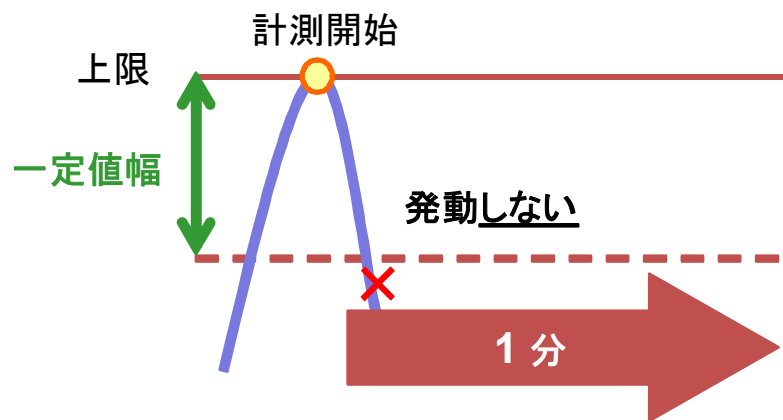 計測開始
上限
一定値幅
発動しない
1 分